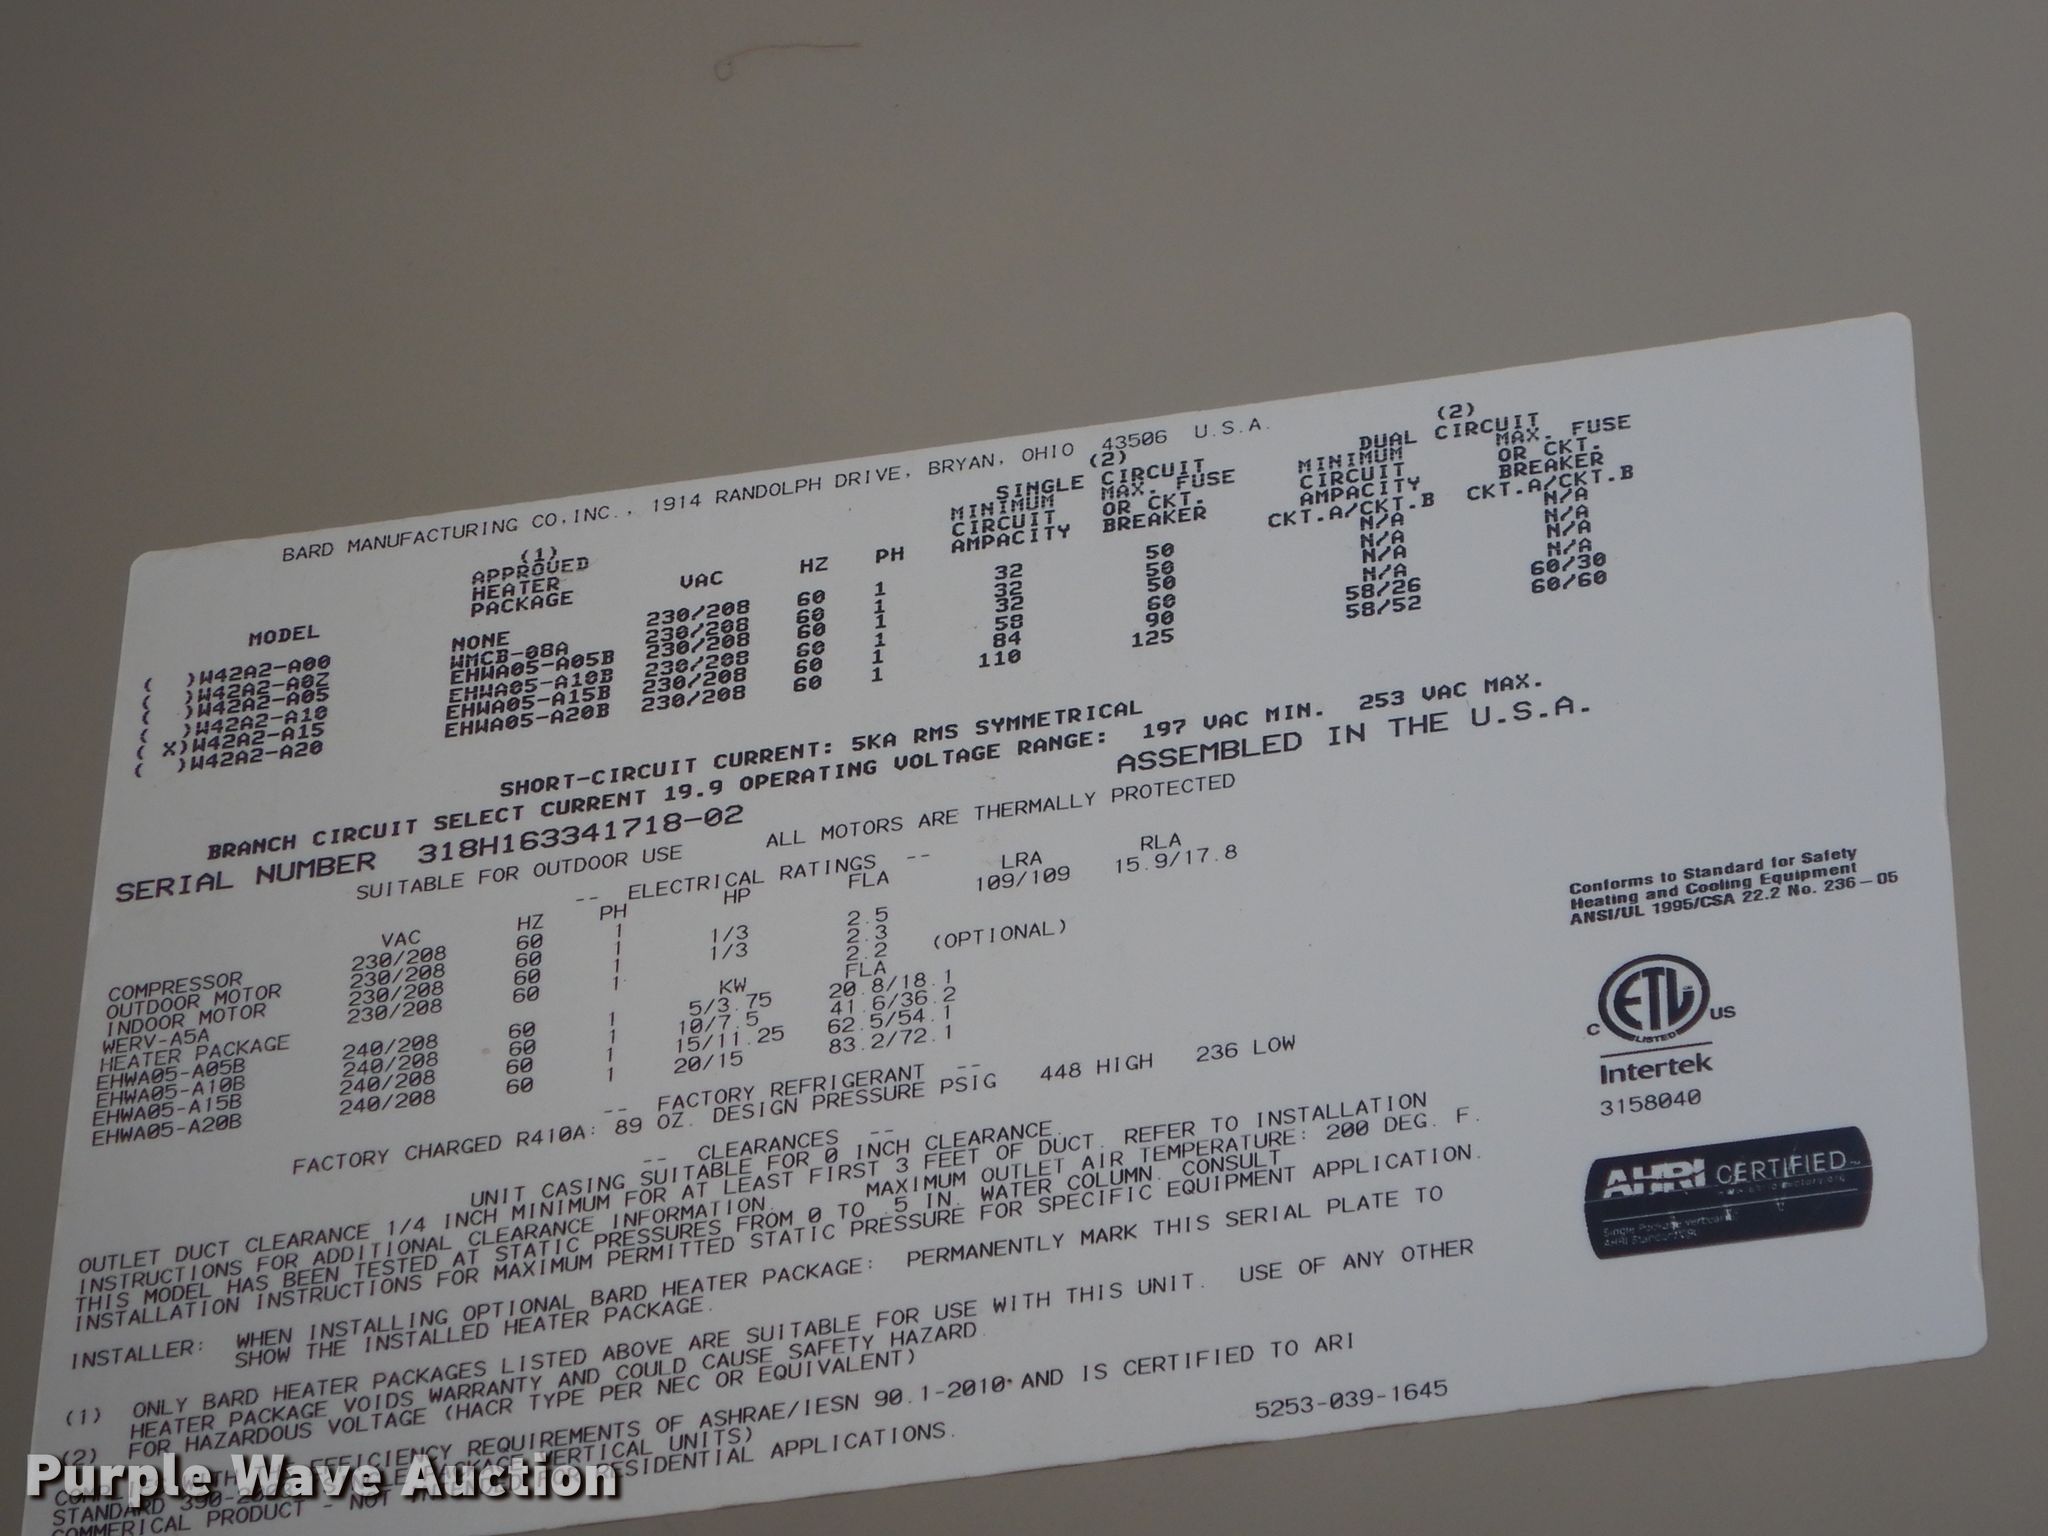 BARD MANUFACTURING CO,INC., 1914 RANDOLPH DRIVE, BRYAN, OHIO 43506 U.S.A.
(1) (2) (2)
APPROVED SINGLE CIRCUIT DUAL CIRCUIT
HEATER MINIMUM MAX. FUSE MINIMUM MAX. FUSE
PACKAGE CIRCUIT OR CKT. CIRCUIT OR CKT.
MODEL VAC HZ PH AMPACITY BREAKER AMPACITY BREAKER
CKT.A/CKT.B CKT.A/CKT.B
( )W42A2-A00 NONE 230/208 60 1 32 50 N/A N/A
( )W42A2-A0Z WMCB-08A 230/208 60 1 32 50 N/A N/A
( )W42A2-A05 EHWA05-A05B 230/208 60 1 32 50 N/A N/A
( )W42A2-A10 EHWA05-A10B 230/208 60 1 58 60 N/A N/A
( X)W42A2-A15 EHWA05-A15B 230/208 60 1 84 90 58/26 60/30
( )W42A2-A20 EHWA05-A20B 230/208 60 1 110 125 58/52 60/60
SHORT-CIRCUIT CURRENT: 5KA RMS SYMMETRICAL
BRANCH CIRCUIT SELECT CURRENT 19.9 OPERATING VOLTAGE RANGE: 197 VAC MIN. 253 VAC MAX.
SERIAL NUMBER 318H163341718-02 ASSEMBLED IN THE U.S.A.
SUITABLE FOR OUTDOOR USE ALL MOTORS ARE THERMALLY PROTECTED
-- ELECTRICAL RATINGS --
VAC HZ PH HP FLA LRA RLA
COMPRESSOR 230/208 60 1 109/109 15.9/17.8
OUTDOOR MOTOR 230/208 60 1 1/3 2.5
INDOOR MOTOR 230/208 60 1 1/3 2.3
WERV-A5A 230/208 60 1 2.2 (OPTIONAL)
HEATER PACKAGE KW FLA
EHWA05-A05B 240/208 60 1 5/3.75 20.8/18.1
EHWA05-A10B 240/208 60 1 10/7.5 41.6/36.2
EHWA05-A15B 240/208 60 1 15/11.25 62.5/54.1
EHWA05-A20B 240/208 60 1 20/15 83.2/72.1
-- FACTORY REFRIGERANT --
FACTORY CHARGED R410A: 89 OZ. DESIGN PRESSURE PSIG 448 HIGH 236 LOW
-- CLEARANCES --
UNIT CASING SUITABLE FOR 0 INCH CLEARANCE.
OUTLET DUCT CLEARANCE 1/4 INCH MINIMUM FOR AT LEAST FIRST 3 FEET OF DUCT. REFER TO INSTALLATION
INSTRUCTIONS FOR ADDITIONAL CLEARANCE INFORMATION. MAXIMUM OUTLET AIR TEMPERATURE: 200 DEG. F.
THIS MODEL HAS BEEN TESTED AT STATIC PRESSURES FROM 0 TO .5 IN. WATER COLUMN. CONSULT
INSTALLATION INSTRUCTIONS FOR MAXIMUM PERMITTED STATIC PRESSURE FOR SPECIFIC EQUIPMENT APPLICATION.
INSTALLER: WHEN INSTALLING OPTIONAL BARD HEATER PACKAGE: PERMANENTLY MARK THIS SERIAL PLATE TO
SHOW THE INSTALLED HEATER PACKAGE.
(1) ONLY BARD HEATER PACKAGES LISTED ABOVE ARE SUITABLE FOR USE WITH THIS UNIT. USE OF ANY OTHER
HEATER PACKAGE VOIDS WARRANTY AND COULD CAUSE SAFETY HAZARD.
(2) FOR HAZARDOUS VOLTAGE (HACR TYPE PER NEC OR EQUIVALENT)
EFFICIENCY REQUIREMENTS OF ASHRAE/IESN 90.1-2010 AND IS CERTIFIED TO ARI
STANDARD VERTICAL UNITS)
COMMERICAL PRODUCT - NOT RESIDENTIAL APPLICATIONS.
5253-039-1645
Conforms to Standard for Safety
Heating and Cooling Equipment
ANSI/UL 1995/CSA 22.2 No. 236-05
C ETL US
LISTED
Intertek
3158040
AHRI CERTIFIED
Purple Wave Auction